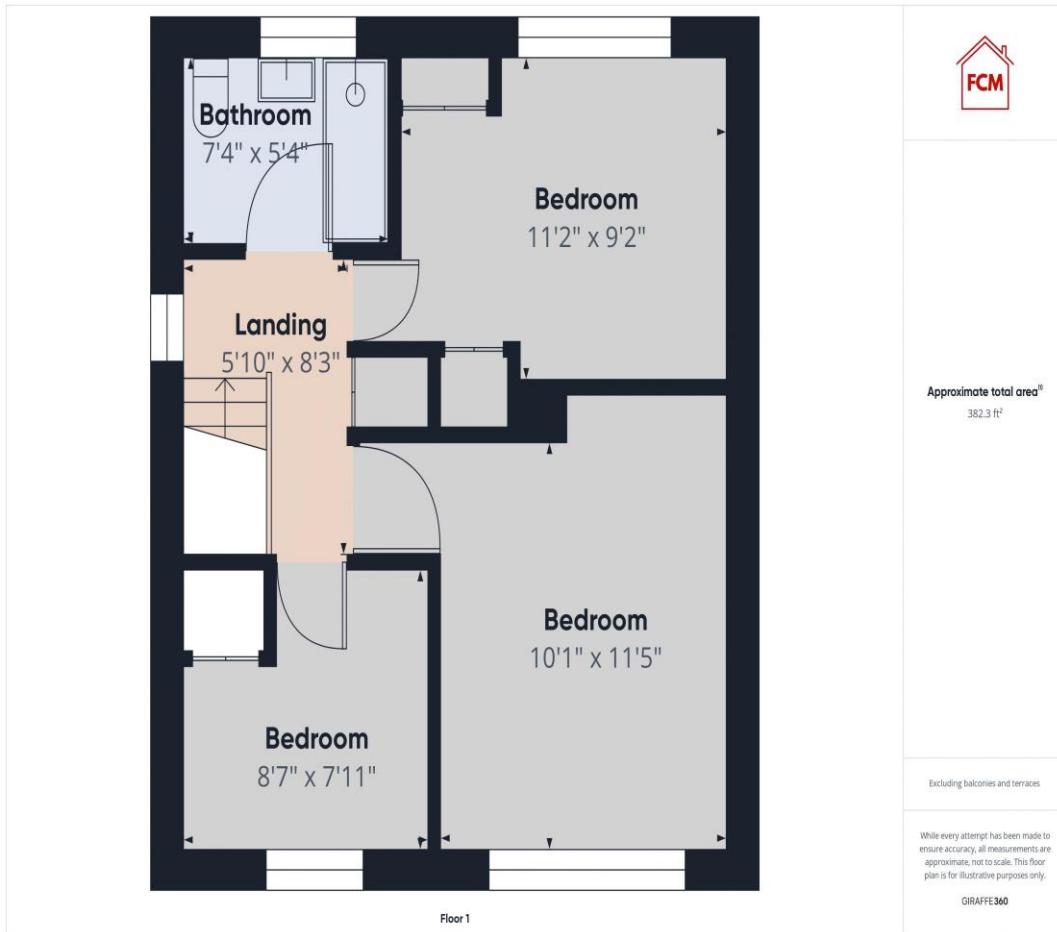 Bathroom
7'4" x 5'4"
Bedroom
11'2" x 9'2"
Landing
5'10" x 8'3"
Bedroom
10'1" x 11'5"
Bedroom
8'7" x 7'11"
Floor 1
FCM
Approximate total area⁽¹⁾
382.3 ft²
Excluding balconies and terraces
While every attempt has been made to
ensure accuracy, all measurements are
approximate, not to scale. This floor
plan is for illustrative purposes only.
GIRAFFE360